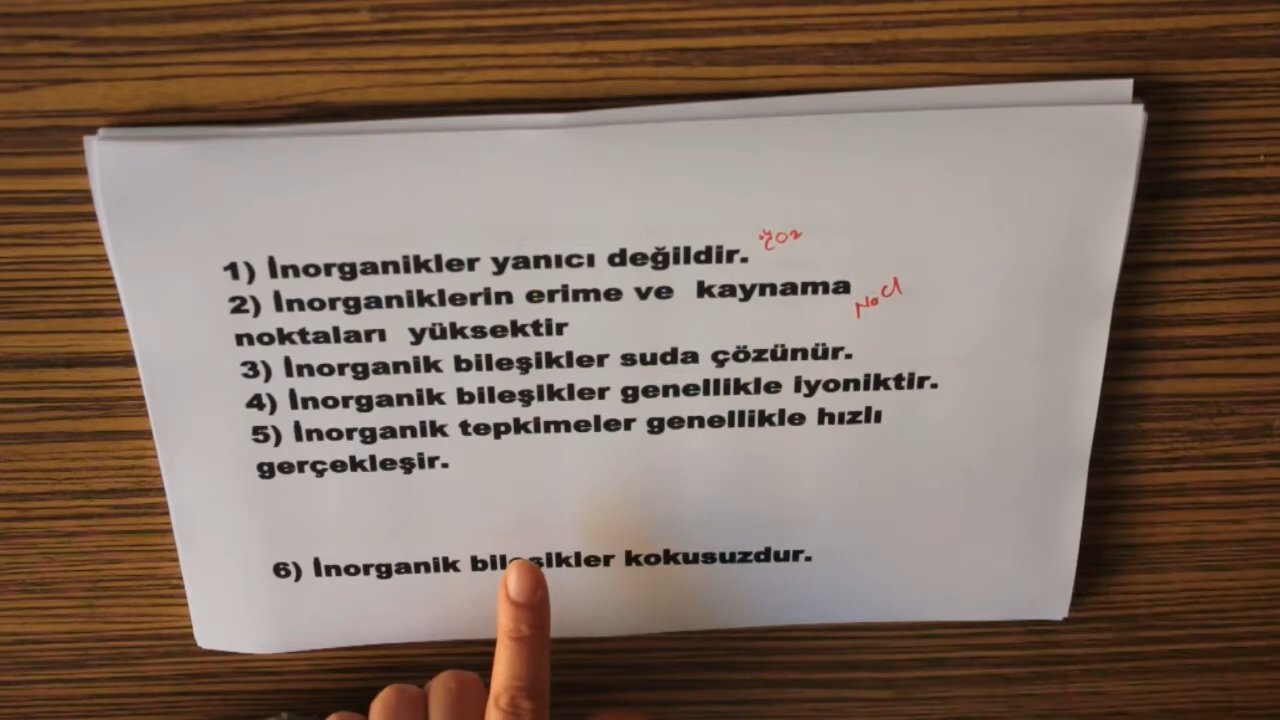 1) İnorganikler yanıcı değildir. CO2
2) İnorganiklerin erime ve kaynama NaCl
noktaları yüksektir
3) İnorganik bileşikler suda çözünür.
4) İnorganik bileşikler genellikle iyoniktir.
5) İnorganik tepkimeler genellikle hızlı
gerçekleşir.
6) İnorganik bileşikler kokusuzdur.